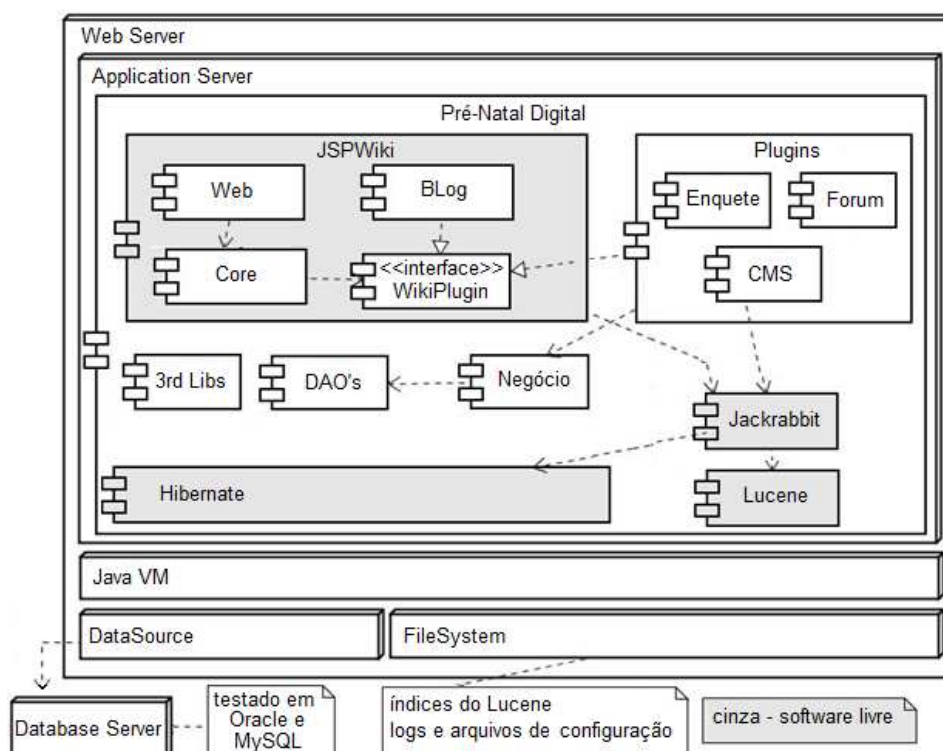 Web Server
Application Server
Pré-Natal Digital
JSPWiki
Plugins
Web
BLog
Enquete
Forum
Core
<<interface>>
WikiPlugin
CMS
3rd Libs
DAO's
Negócio
Jackrabbit
Hibernate
Lucene
Java VM
DataSource
FileSystem
Database Server
testado em
Oracle e
MySQL
índices do Lucene
logs e arquivos de configuração
cinza - software livre